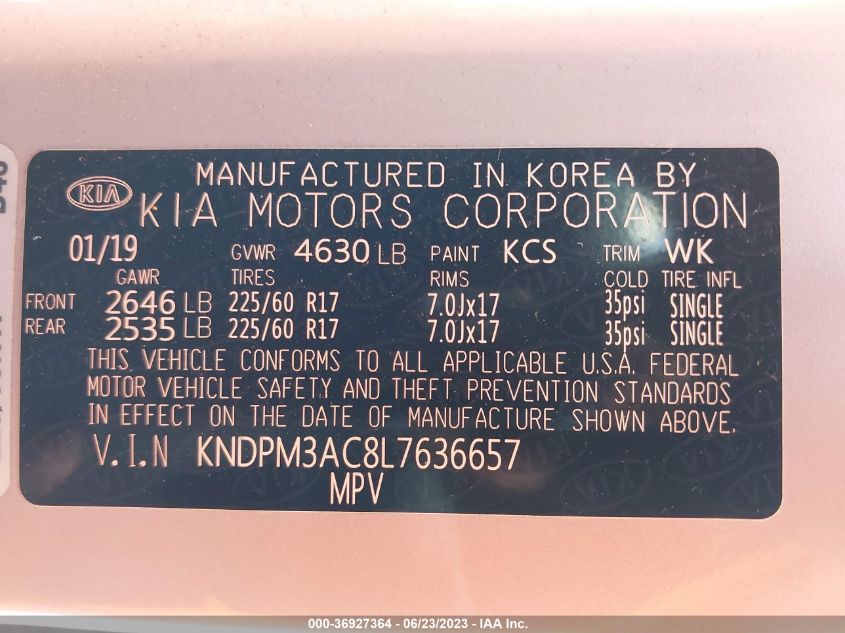 MANUFACTURED IN KOREA BY
KIA KIA MOTORS CORPORATION
01/19 GVWR 4630 LB PAINT KCS TRIM WK
GAWR TIRES RIMS COLD TIRE INFL
FRONT 2646 LB 225/60 R17 7.0Jx17 35psi SINGLE
REAR 2535 LB 225/60 R17 7.0Jx17 35psi SINGLE
THIS VEHICLE CONFORMS TO ALL APPLICABLE U.S.A. FEDERAL
MOTOR VEHICLE SAFETY AND THEFT PREVENTION STANDARDS
IN EFFECT ON THE DATE OF MANUFACTURE SHOWN ABOVE.
V.I.N KNDPM3AC8L7636657
MPV
000-36927364 - 06/23/2023 - IAA Inc.